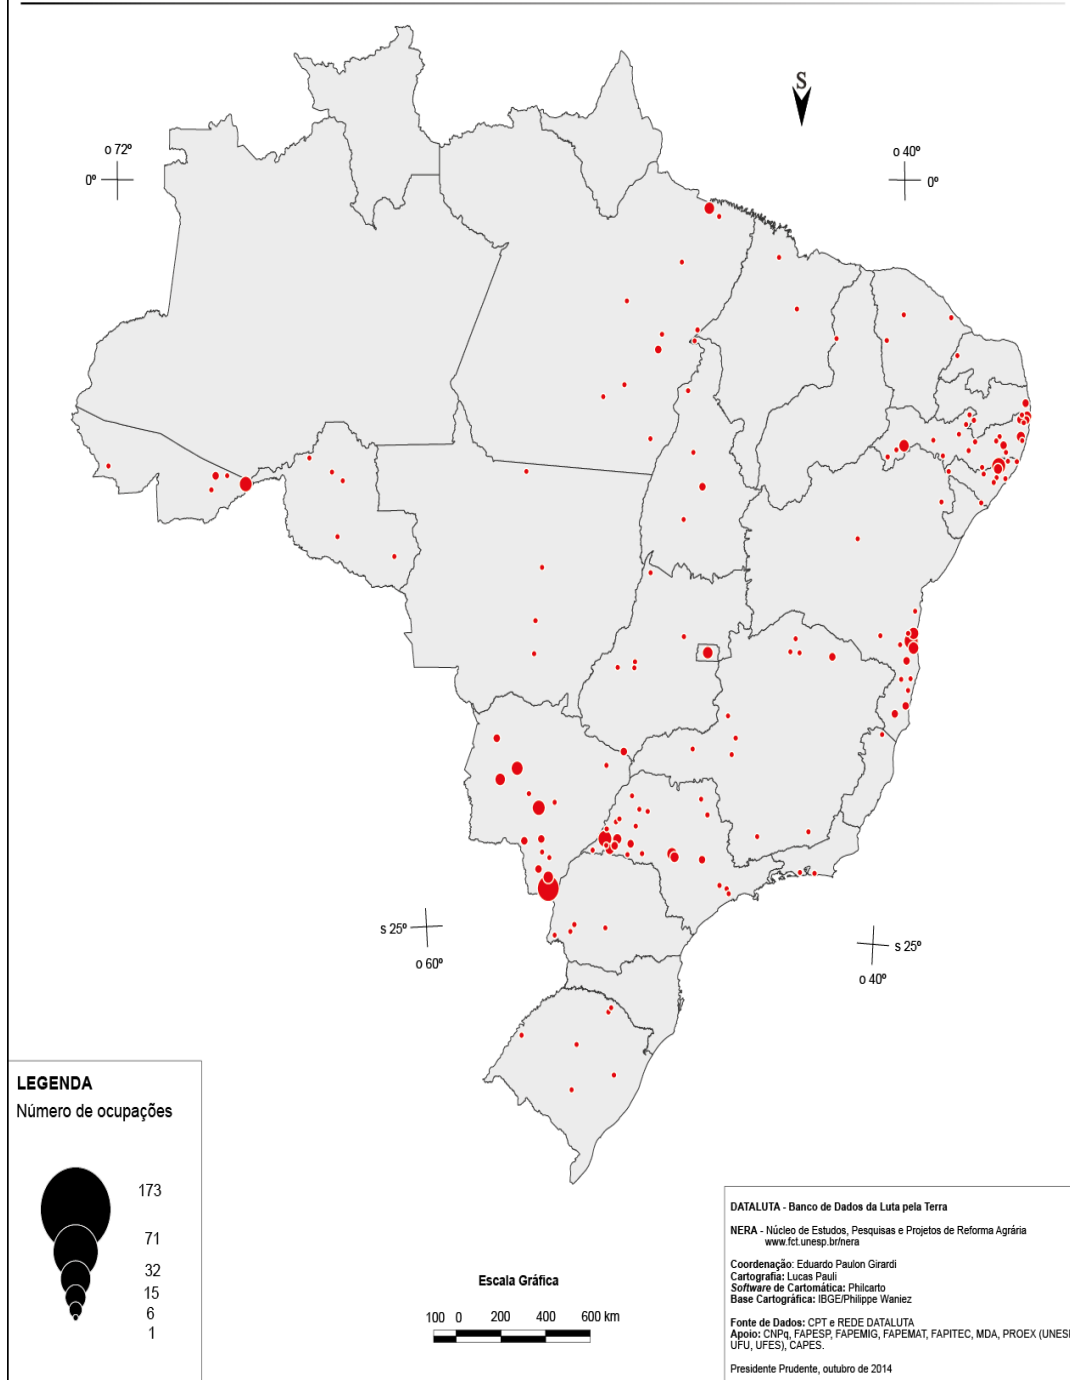 S
o 72º
0º
o 40º
0º
s 25º
o 60º
s 25º
o 40º
LEGENDA
Número de ocupações
173
71
32
15
6
1
Escala Gráfica
100 0 200 400 600 km
DATALUTA - Banco de Dados da Luta pela Terra
NERA - Núcleo de Estudos, Pesquisas e Projetos de Reforma Agrária
www.fct.unesp.br/nera
Coordenação: Eduardo Paulon Girardi
Cartografia: Lucas Pauli
Software de Cartomática: Philcarto
Base Cartográfica: IBGE/Philippe Waniez
Fonte de Dados: CPT e REDE DATALUTA
Apoio: CNPq, FAPESP, FAPEMIG, FAPEMAT, FAPITEC, MDA, PROEX (UNESP
UFU, UFES), CAPES.
Presidente Prudente, outubro de 2014